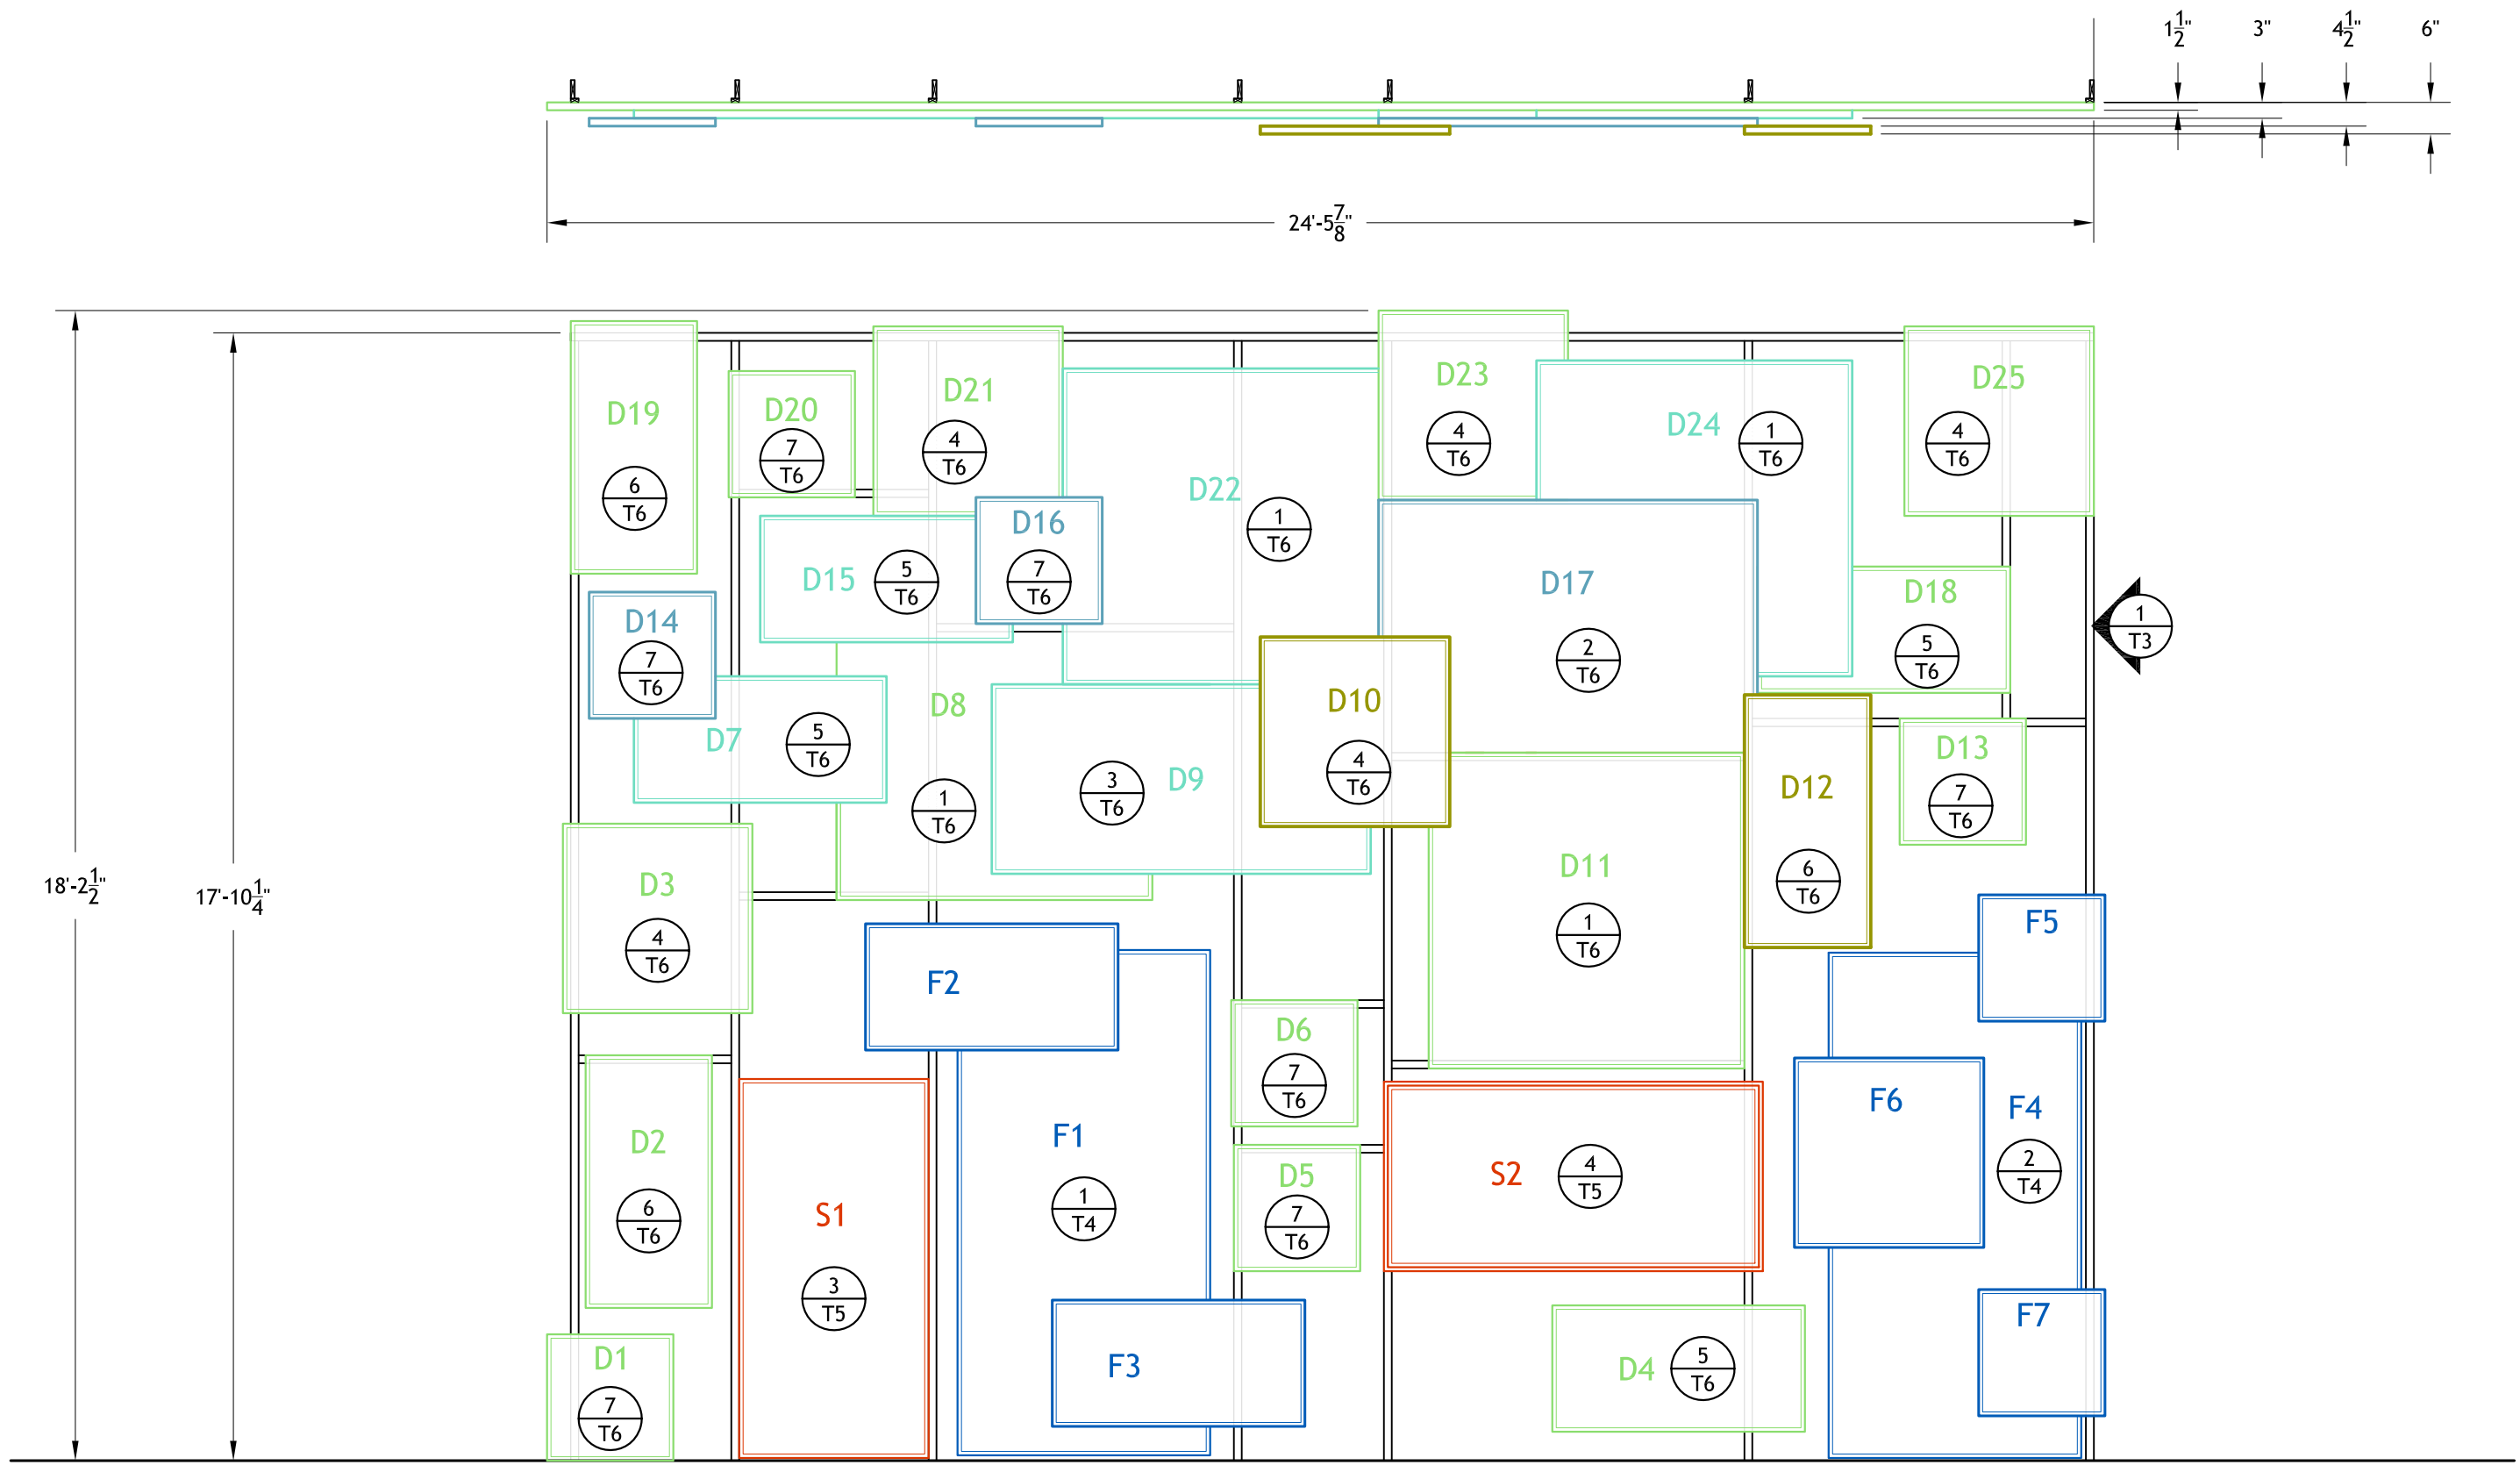 1 1/2" 3" 4 1/2" 6"
24'-5 7/8"
18'-2 1/2"
17'-10 1/4"
D19
6
T6
D20
7
T6
D21
4
T6
D22
1
T6
D23
4
T6
D24
1
T6
D25
4
T6
D14
7
T6
D15
5
T6
D16
7
T6
D17
2
T6
D18
5
T6
1
T3
D7
5
T6
D8
1
T6
D9
3
T6
D10
4
T6
D11
1
T6
D12
6
T6
D13
7
T6
D3
4
T6
F2
D6
7
T6
F5
D2
6
T6
S1
3
T5
F1
1
T4
D5
7
T6
S2
4
T5
F6
F4
2
T4
D1
7
T6
F3
D4
5
T6
F7